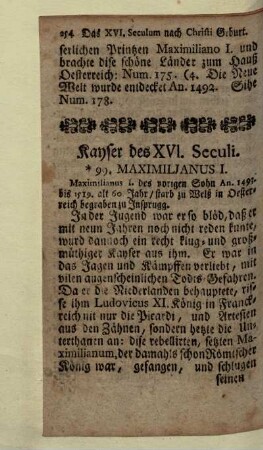 254 Das XVI. Seculum nach Christi Geburt.
serlichen Printzen Maximiliano I. und
brachte dise schöne Länder zum Hauß
Oesterreich: Num. 175. (4. Die Neue
Welt wurde entdecket An. 1492. Sihe
Num. 178.
Kayser des XVI. Seculi.
* 99. MAXIMILJANUS I.
Maximilianus I. des vorigen Sohn An. 1493.
bis 1519. alt 60 Jahr / starb zu Welß in Oester-
reich begraben zu Insprugg.
In der Jugend war er so blöd, daß er
mit neun Jahren noch nicht reden kunte,
wurd dannoch ein recht klug- und groß-
müthiger Kayser aus ihm. Er war in
das Jagen und Kämpffen verliebt, mit
vilen augenscheinlichen Todts-Gefahren.
Da er die Niederlanden behauptete, ris-
se ihm Ludovicus XI. König in Franck-
reich nit nur die Picardi, und Artesien
aus den Zähnen, sondern hetzte die Un-
terthanen an: dise rebellirten, setzten Ma-
ximilianum, der damahls schon Römischer
König war, gefangen, und schlugen
seinen